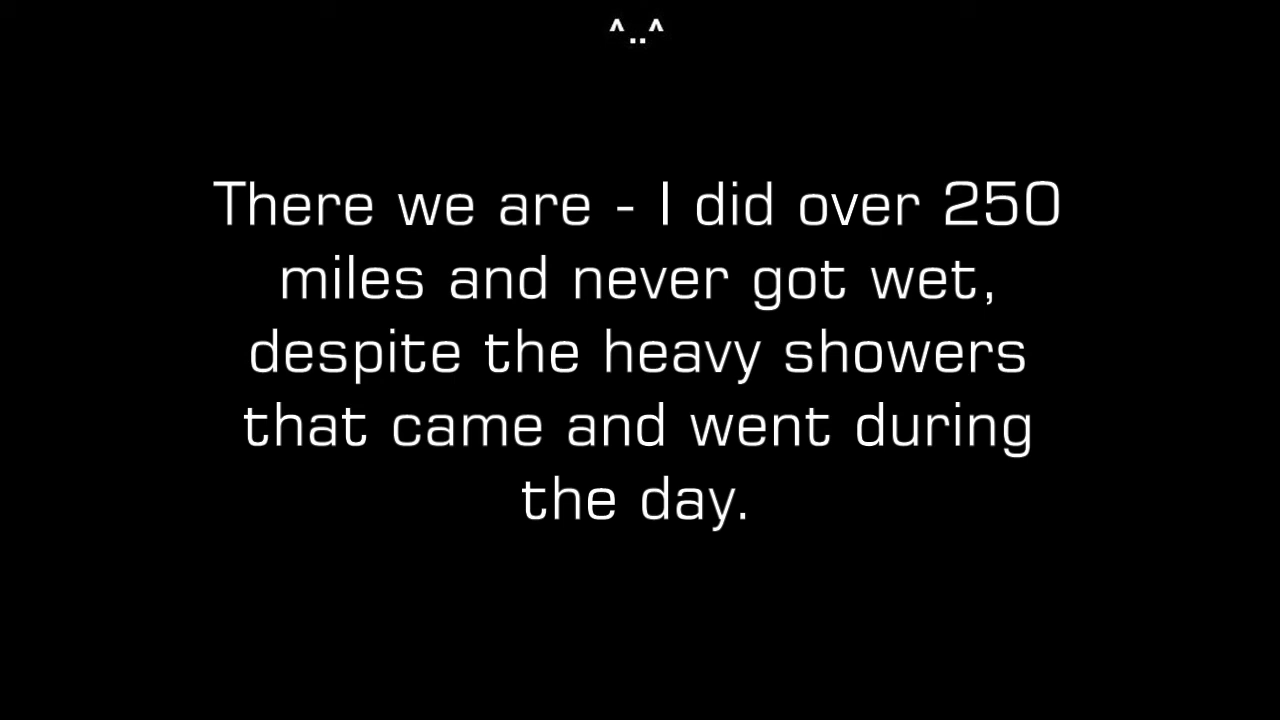 ^..^
There we are - I did over 250
miles and never got wet,
despite the heavy showers
that came and went during
the day.